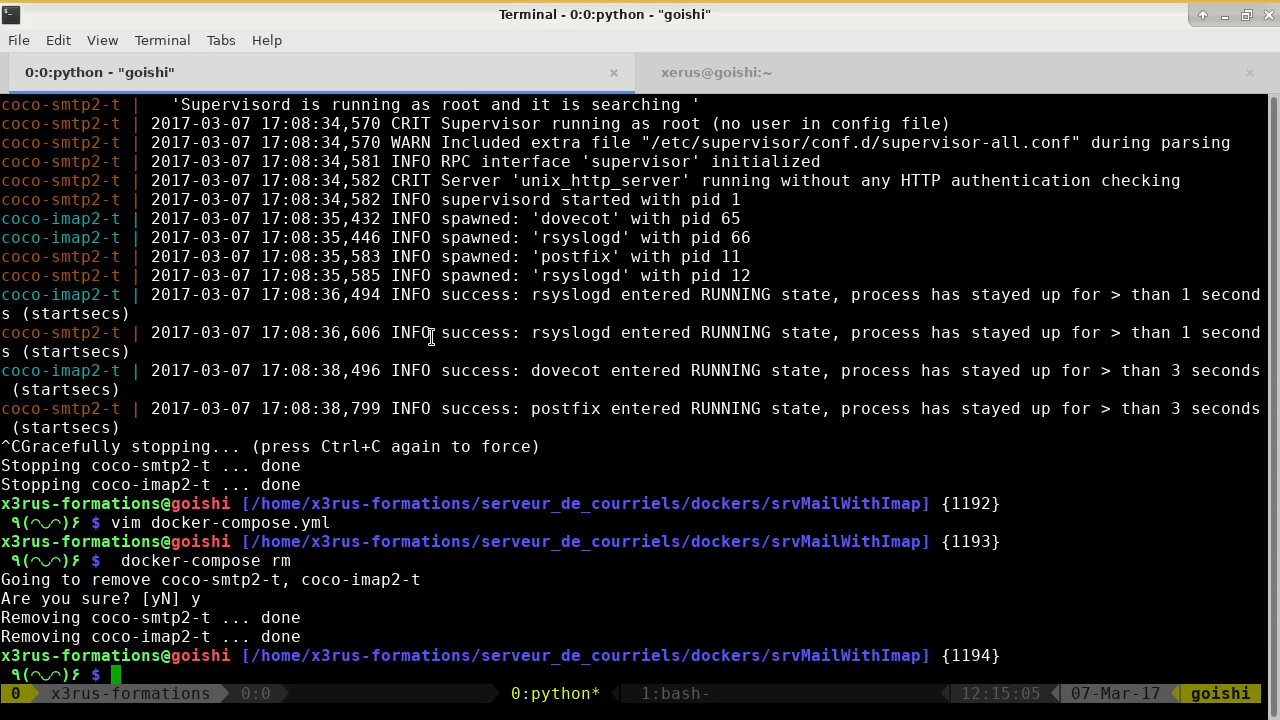 Terminal - 0:0:python - "goishi"
File Edit View Terminal Tabs Help
0:0:python - "goishi" xerus@goishi:~
coco-smtp2-t |   'Supervisord is running as root and it is searching '
coco-smtp2-t | 2017-03-07 17:08:34,570 CRIT Supervisor running as root (no user in config file)
coco-smtp2-t | 2017-03-07 17:08:34,570 WARN Included extra file "/etc/supervisor/conf.d/supervisor-all.conf" during parsing
coco-smtp2-t | 2017-03-07 17:08:34,581 INFO RPC interface 'supervisor' initialized
coco-smtp2-t | 2017-03-07 17:08:34,582 CRIT Server 'unix_http_server' running without any HTTP authentication checking
coco-smtp2-t | 2017-03-07 17:08:34,582 INFO supervisord started with pid 1
coco-imap2-t | 2017-03-07 17:08:35,432 INFO spawned: 'dovecot' with pid 65
coco-imap2-t | 2017-03-07 17:08:35,446 INFO spawned: 'rsyslogd' with pid 66
coco-smtp2-t | 2017-03-07 17:08:35,583 INFO spawned: 'postfix' with pid 11
coco-smtp2-t | 2017-03-07 17:08:35,585 INFO spawned: 'rsyslogd' with pid 12
coco-imap2-t | 2017-03-07 17:08:36,494 INFO success: rsyslogd entered RUNNING state, process has stayed up for > than 1 second
s (startsecs)
coco-smtp2-t | 2017-03-07 17:08:36,606 INFO success: rsyslogd entered RUNNING state, process has stayed up for > than 1 second
s (startsecs)
coco-imap2-t | 2017-03-07 17:08:38,496 INFO success: dovecot entered RUNNING state, process has stayed up for > than 3 seconds
 (startsecs)
coco-smtp2-t | 2017-03-07 17:08:38,799 INFO success: postfix entered RUNNING state, process has stayed up for > than 3 seconds
 (startsecs)
^CGracefully stopping... (press Ctrl+C again to force)
Stopping coco-smtp2-t ... done
Stopping coco-imap2-t ... done
x3rus-formations@goishi [/home/x3rus-formations/serveur_de_courriels/dockers/srvMailWithImap] {1192}
 ٩(◠◡◠)۶ $ vim docker-compose.yml
x3rus-formations@goishi [/home/x3rus-formations/serveur_de_courriels/dockers/srvMailWithImap] {1193}
 ٩(◠◡◠)۶ $  docker-compose rm
Going to remove coco-smtp2-t, coco-imap2-t
Are you sure? [yN] y
Removing coco-smtp2-t ... done
Removing coco-imap2-t ... done
x3rus-formations@goishi [/home/x3rus-formations/serveur_de_courriels/dockers/srvMailWithImap] {1194}
 ٩(◠◡◠)۶ $
0 x3rus-formations 0:0 0:python* 1:bash- 12:15:05 07-Mar-17 goishi